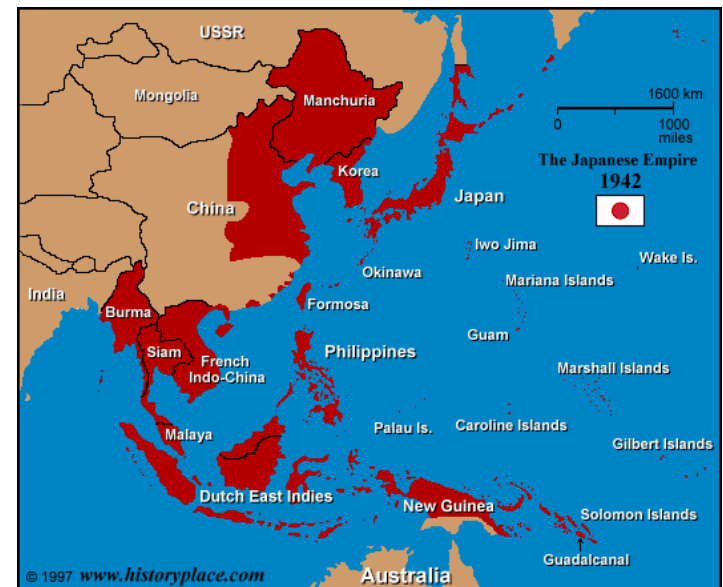 USSR
Mongolia
Manchuria
1600 km
0
1000
miles
The Japanese Empire
1942
Korea
Japan
China
Iwo Jima
Wake Is.
Okinawa
Mariana Islands
India
Burma
Formosa
Guam
Siam
French
Indo-China
Philippines
Marshall Islands
Malaya
Palau Is.
Caroline Islands
Gilbert Islands
Dutch East Indies
New Guinea
Solomon Islands
Guadalcanal
© 1997 www.historyplace.com
Australia